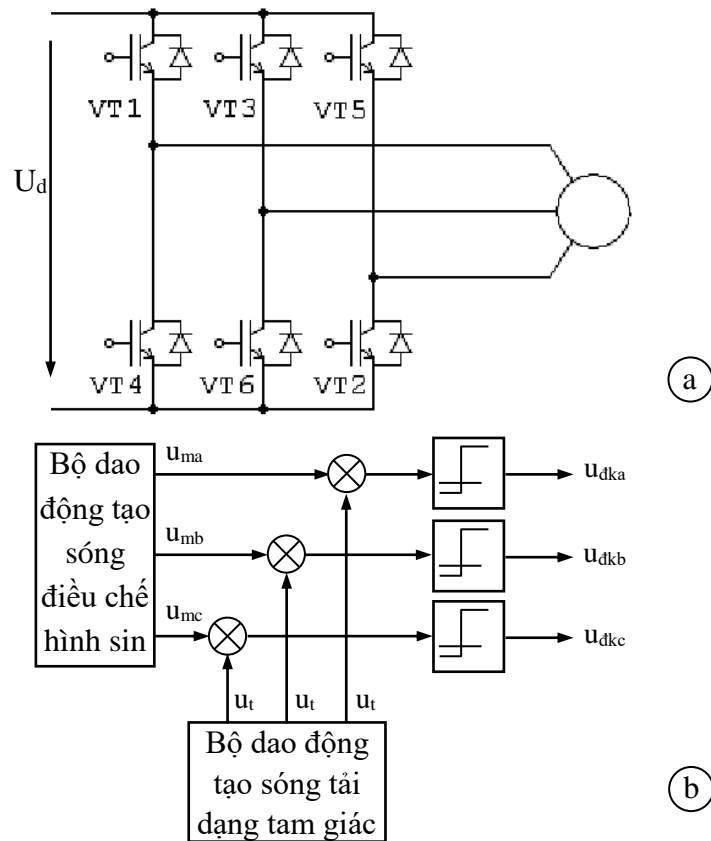 VT1
VT3
VT5
Ud
VT4
VT6
VT2
a
Bộ dao
động tạo
sóng
điều chế
hình sin
uma
umb
umc
uđka
uđkb
uđkc
ut
ut
ut
Bộ dao động
tạo sóng tải
dạng tam giác
b